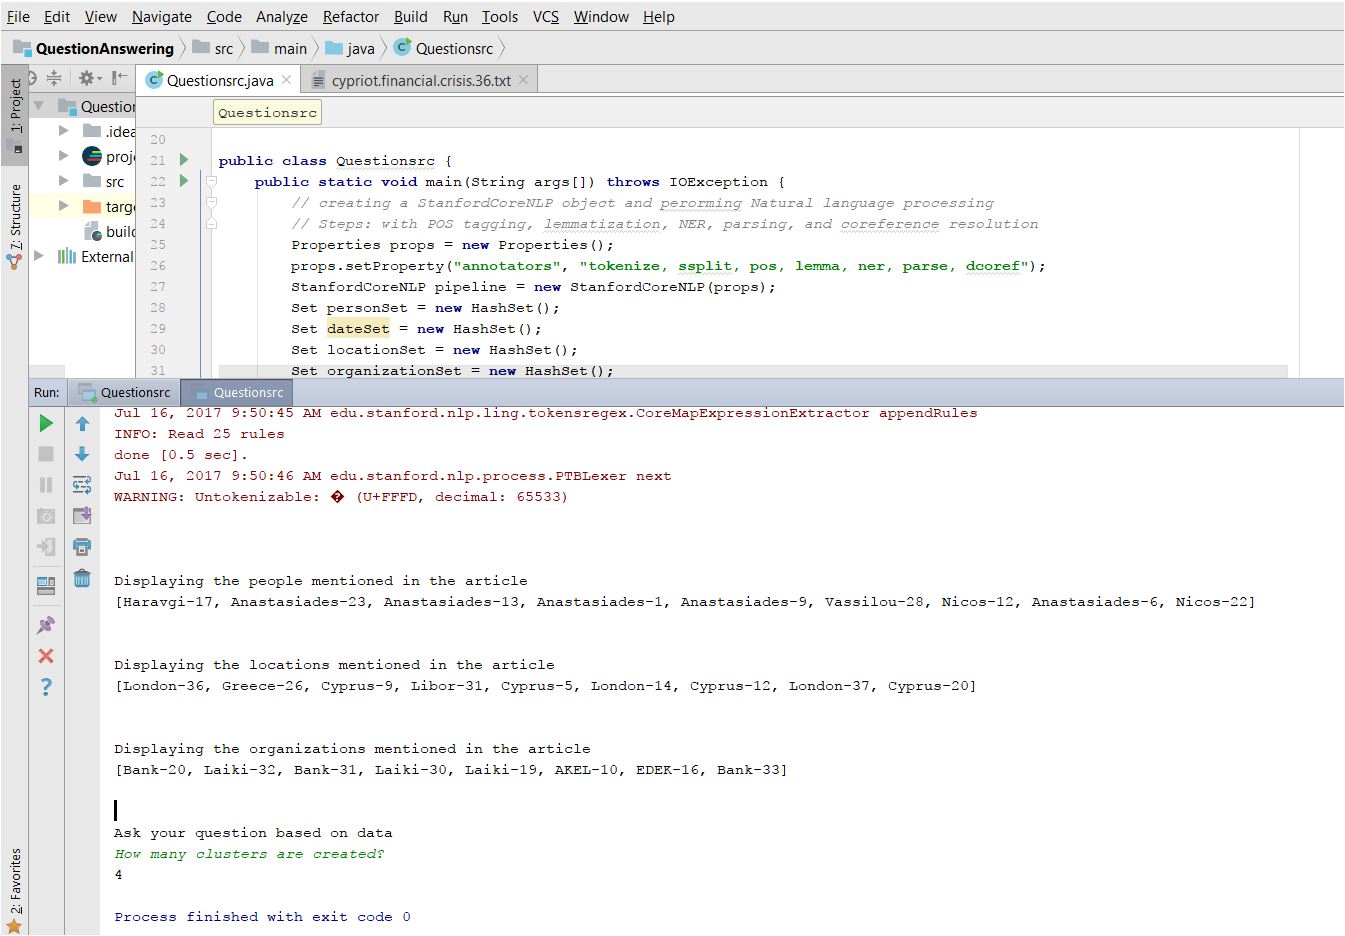 File Edit View Navigate Code Analyze Refactor Build Run Tools VCS Window Help
QuestionAnswering src main java Questionsrc
Questionsrc.java cypriot.financial.crisis.36.txt
1: Project
7: Structure
2: Favorites
Question
.idea
proje
src
targe
build
External
Questionsrc
20
21 public class Questionsrc {
22 public static void main(String args[]) throws IOException {
23 // creating a StanfordCoreNLP object and perorming Natural language processing
24 // Steps: with POS tagging, lemmatization, NER, parsing, and coreference resolution
25 Properties props = new Properties();
26 props.setProperty("annotators", "tokenize, ssplit, pos, lemma, ner, parse, dcoref");
27 StanfordCoreNLP pipeline = new StanfordCoreNLP(props);
28 Set personSet = new HashSet();
29 Set dateSet = new HashSet();
30 Set locationSet = new HashSet();
31 Set organizationSet = new HashSet();
Run: Questionsrc Questionsrc
Jul 16, 2017 9:50:45 AM edu.stanford.nlp.ling.tokensregex.CoreMapExpressionExtractor appendRules
INFO: Read 25 rules
done [0.5 sec].
Jul 16, 2017 9:50:46 AM edu.stanford.nlp.process.PTBLexer next
WARNING: Untokenizable: � (U+FFFD, decimal: 65533)
Displaying the people mentioned in the article
[Haravgi-17, Anastasiades-23, Anastasiades-13, Anastasiades-1, Anastasiades-9, Vassilou-28, Nicos-12, Anastasiades-6, Nicos-22]
Displaying the locations mentioned in the article
[London-36, Greece-26, Cyprus-9, Libor-31, Cyprus-5, London-14, Cyprus-12, London-37, Cyprus-20]
Displaying the organizations mentioned in the article
[Bank-20, Laiki-32, Bank-31, Laiki-30, Laiki-19, AKEL-10, EDEK-16, Bank-33]
Ask your question based on data
How many clusters are created?
4
Process finished with exit code 0